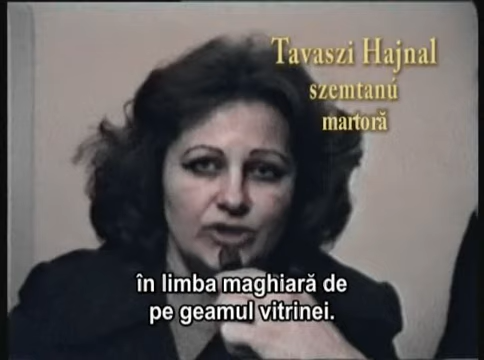 Tavaszi Hajnal
szemtanú
martoră
în limba maghiară de
pe geamul vitrinei.